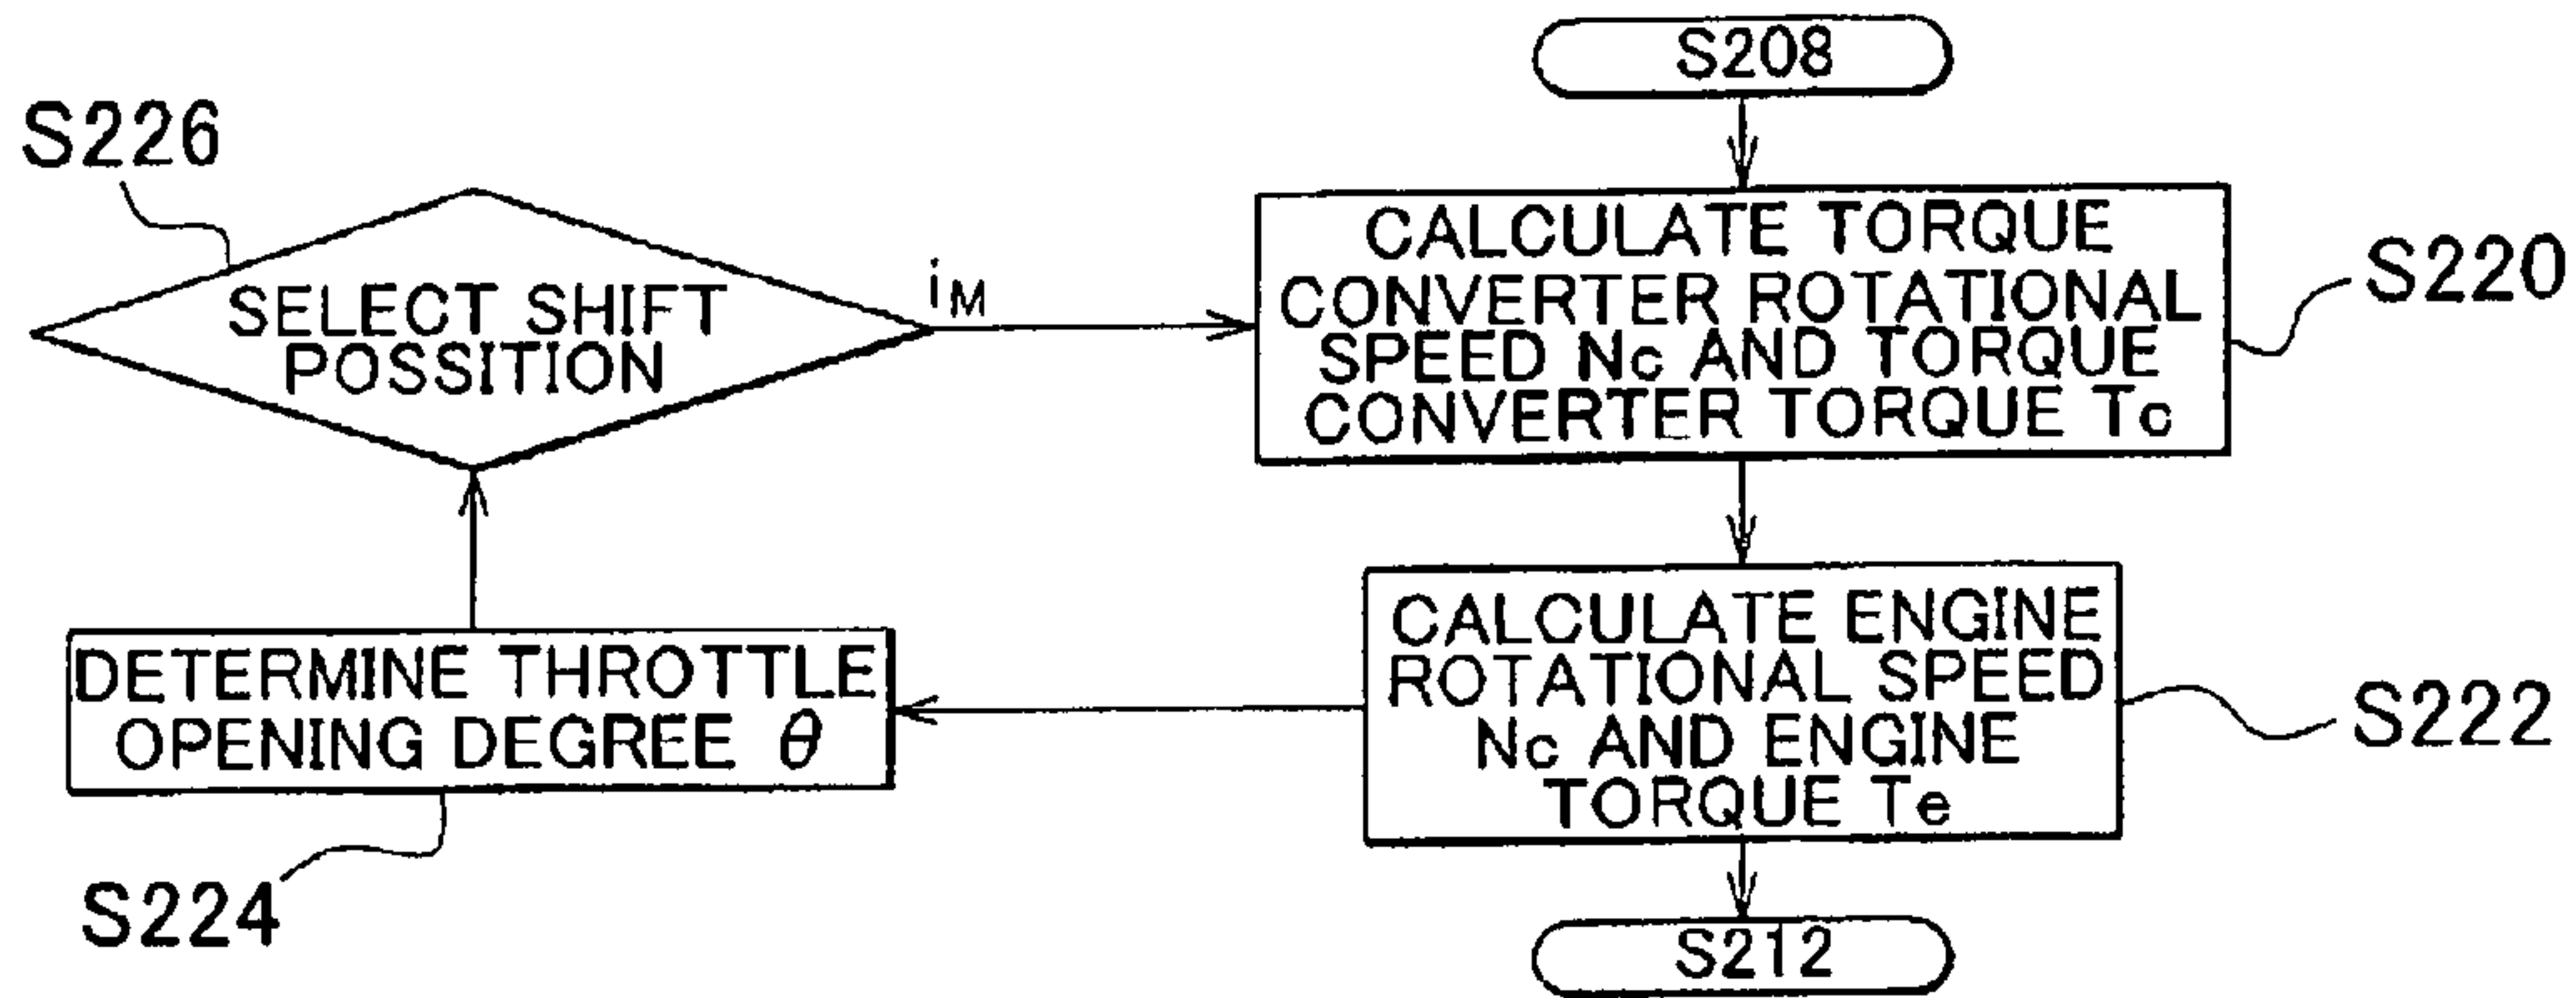 S208
S226
SELECT SHIFT
POSSITION
iM
CALCULATE TORQUE
CONVERTER ROTATIONAL
SPEED Nc AND TORQUE
CONVERTER TORQUE Tc
S220
DETERMINE THROTTLE
OPENING DEGREE θ
S224
CALCULATE ENGINE
ROTATIONAL SPEED
Nc AND ENGINE
TORQUE Te
S222
S212